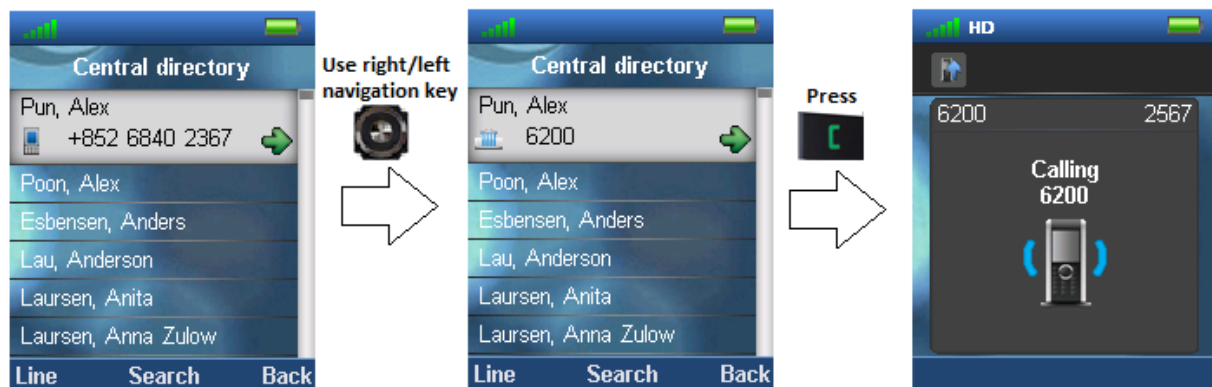 Central directory
Pun, Alex
+852 6840 2367
Poon, Alex
Esbensen, Anders
Lau, Anderson
Laursen, Anita
Laursen, Anna Zulow
Line Search Back
Use right/left
navigation key
Central directory
Pun, Alex
6200
Poon, Alex
Esbensen, Anders
Lau, Anderson
Laursen, Anita
Laursen, Anna Zulow
Line Search Back
Press
HD
6200 2567
Calling
6200